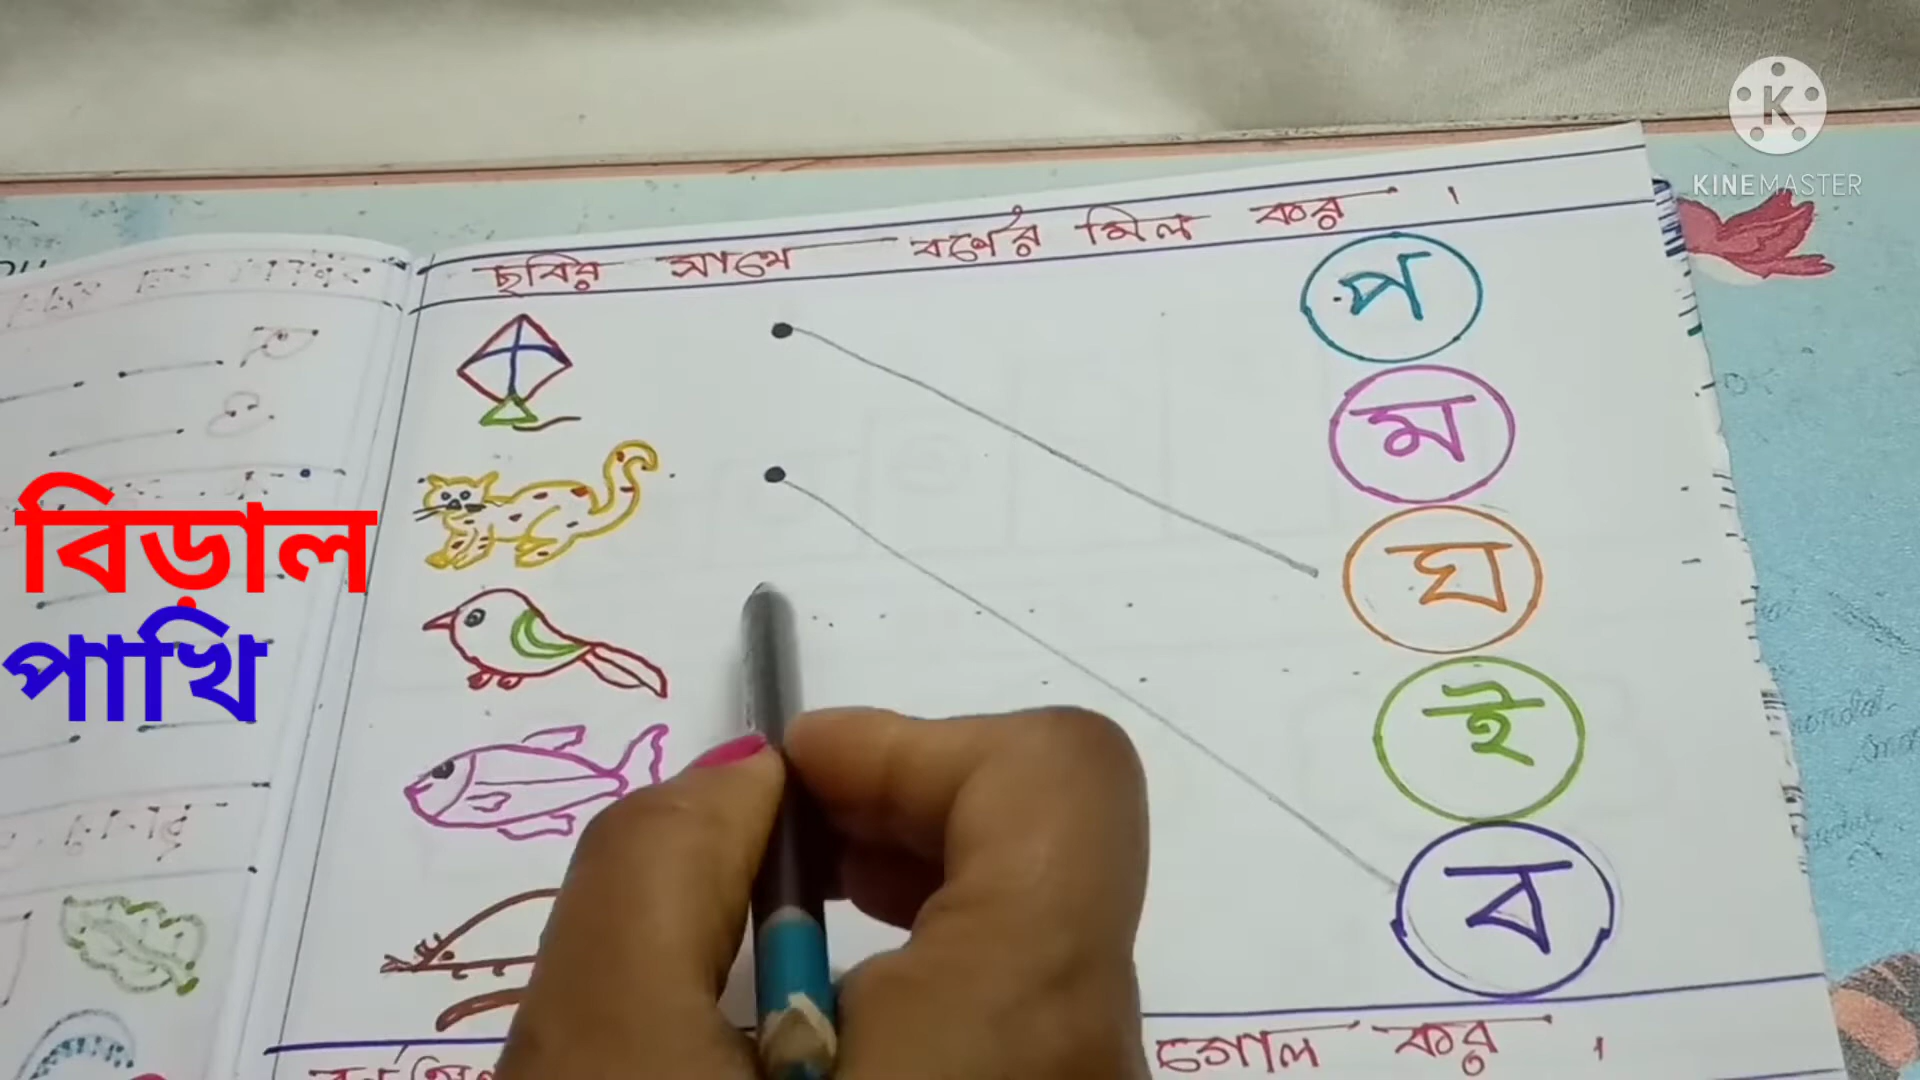 KINEMASTER
ছবির সাথে বর্ণের মিল কর ।
প
ম
ঘ
ই
ব
বিড়াল
পাখি
গোল কর ।